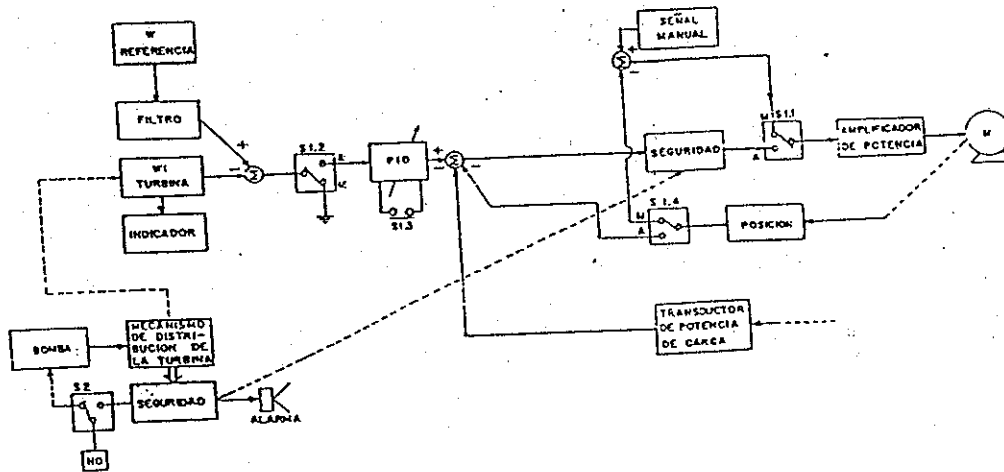 SEÑAL
MANUAL
W
REFERENCIA
+
-
FILTRO
M
S1.1
A
AMPLIFICADOR
DE POTENCIA
M
+
-
W1
TURBINA
S1.2
A
M
PID
+
-
-
SEGURIDAD
INDICADOR
S1.3
M
A
S1.4
POSICION
TRANSDUCTOR
DE POTENCIA
DE CARGA
BOMBA
MECANISMO
DE DISTRI-
BUCION DE
LA TURBINA
S2
SEGURIDAD
ALARMA